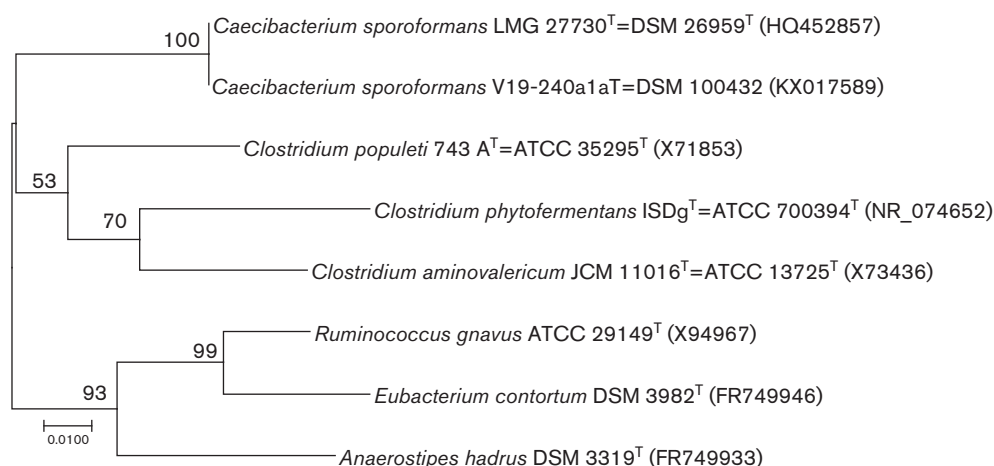 100
Caecibacterium sporoformans LMG 27730ᵀ=DSM 26959ᵀ (HQ452857)
Caecibacterium sporoformans V19-240a1aT=DSM 100432 (KX017589)
Clostridium populeti 743 Aᵀ=ATCC 35295ᵀ (X71853)
53
Clostridium phytofermentans ISDgᵀ=ATCC 700394ᵀ (NR_074652)
70
Clostridium aminovalericum JCM 11016ᵀ=ATCC 13725ᵀ (X73436)
Ruminococcus gnavus ATCC 29149ᵀ (X94967)
99
Eubacterium contortum DSM 3982ᵀ (FR749946)
93
0.0100
Anaerostipes hadrus DSM 3319ᵀ (FR749933)